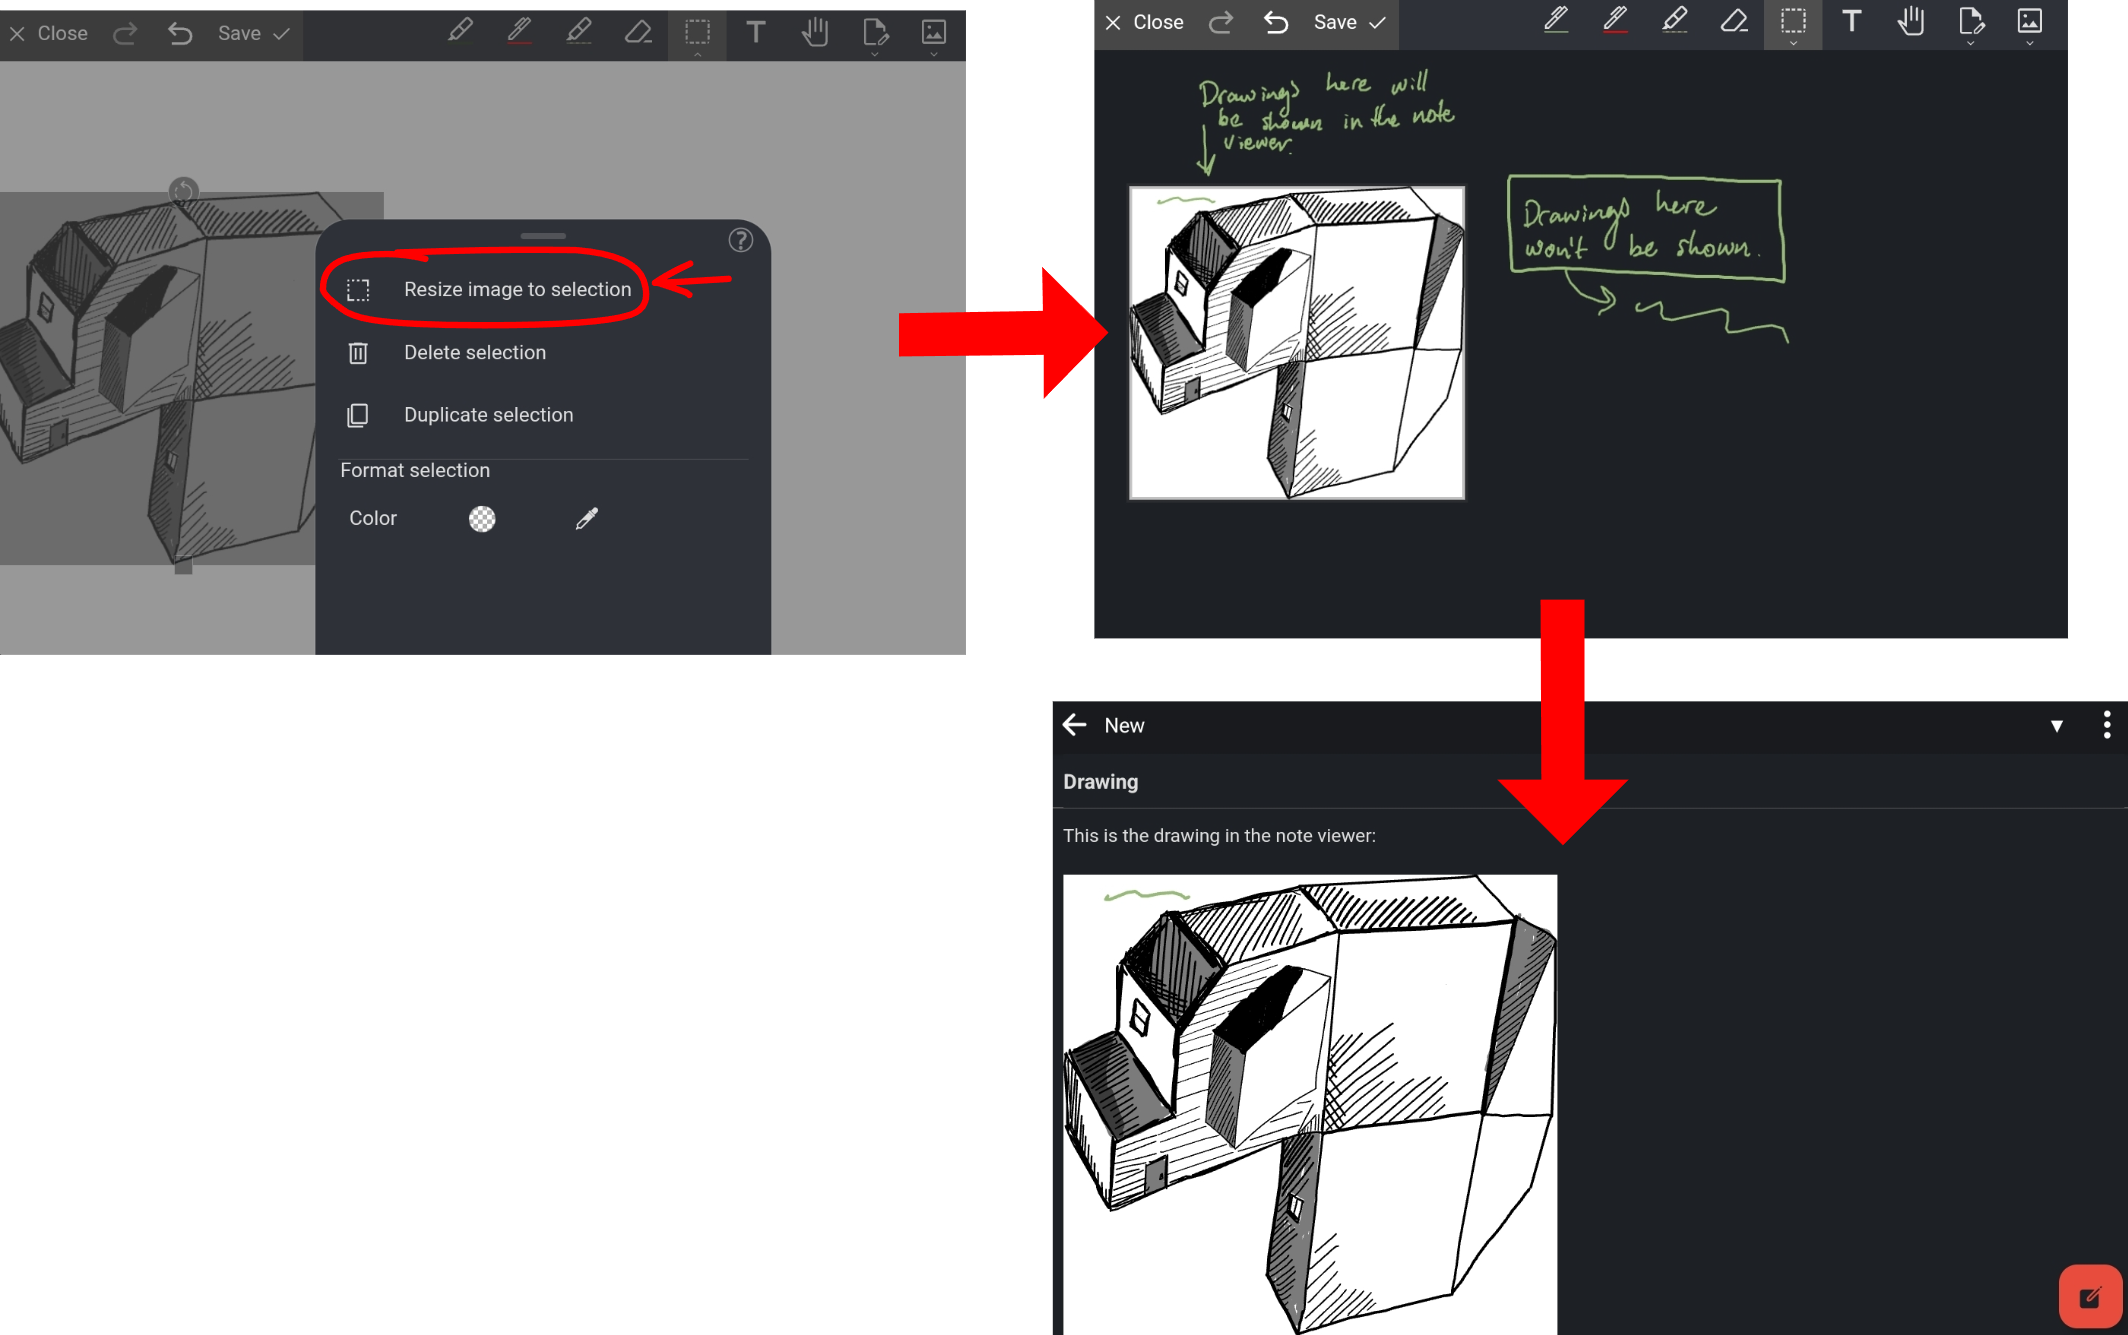 Close
Save
Resize image to selection
Delete selection
Duplicate selection
Format selection
Color
Close
Save
T
Drawings here will
be shown in the note
viewer.
Drawings here
won't be shown.
New
Drawing
This is the drawing in the note viewer: